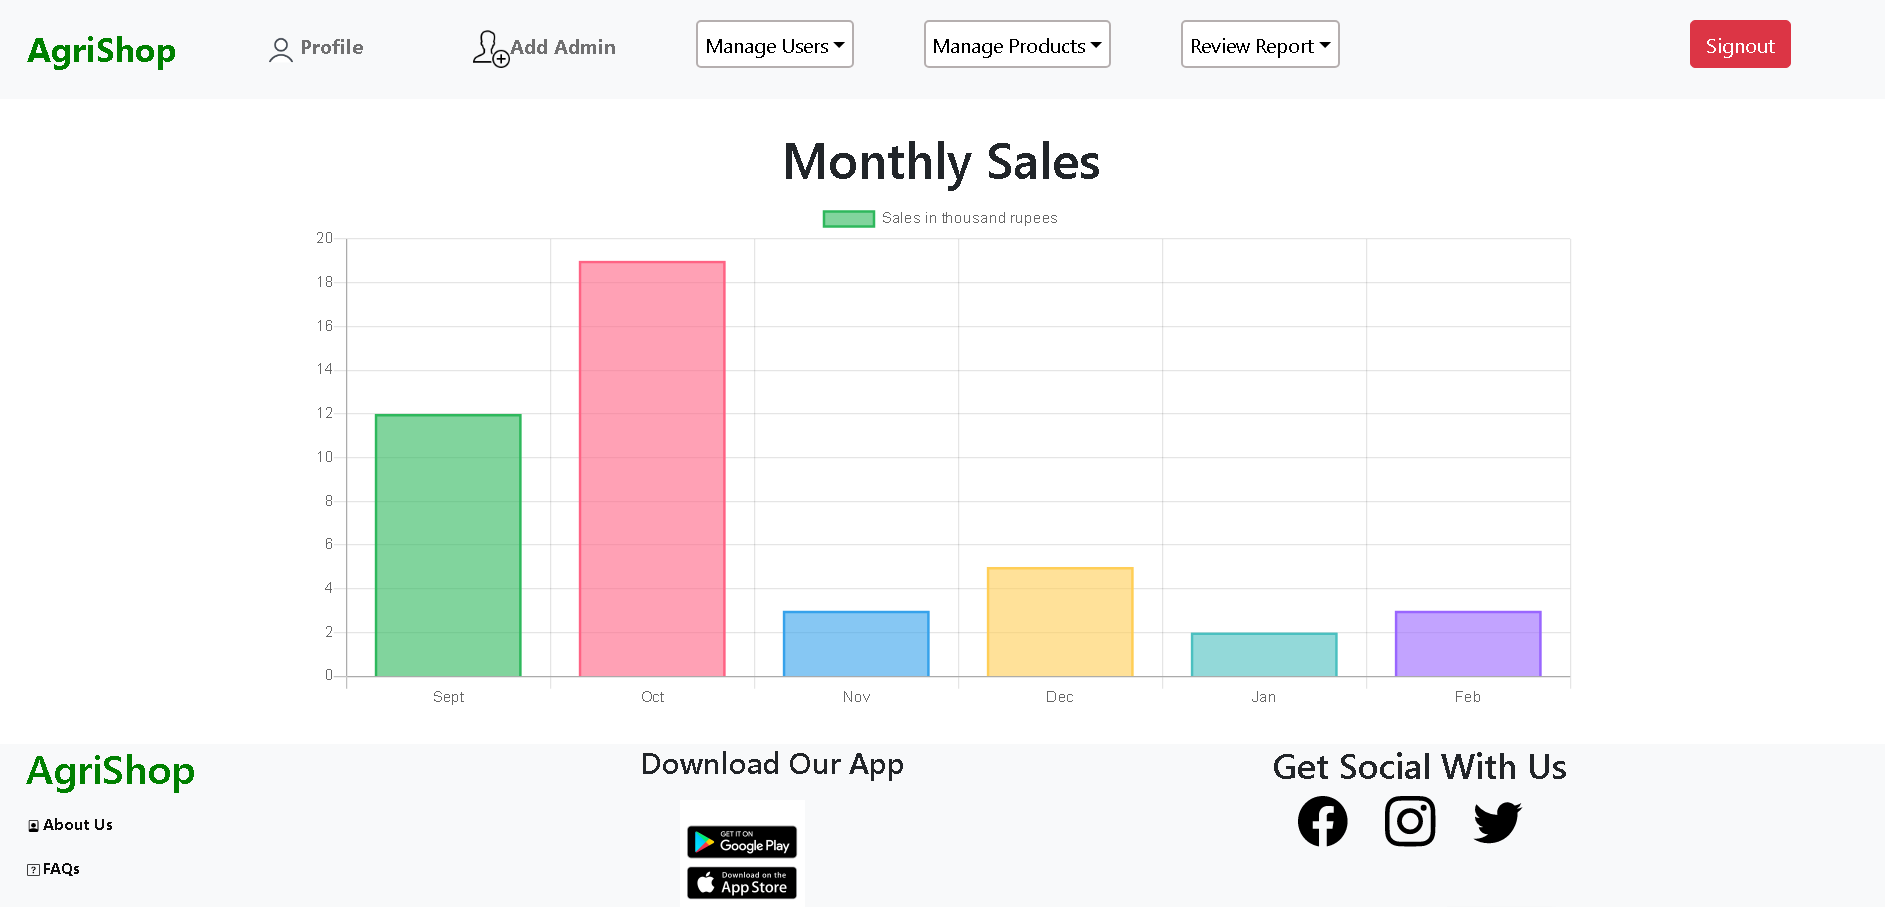 AgriShop
Profile
Add Admin
Manage Users
Manage Products
Review Report
Signout
Monthly Sales
Sales in thousand rupees
20
18
16
14
12
10
8
6
4
2
0
Sept
Oct
Nov
Dec
Jan
Feb
AgriShop
About Us
FAQs
Download Our App
GET IT ON
Google Play
Download on the
App Store
Get Social With Us